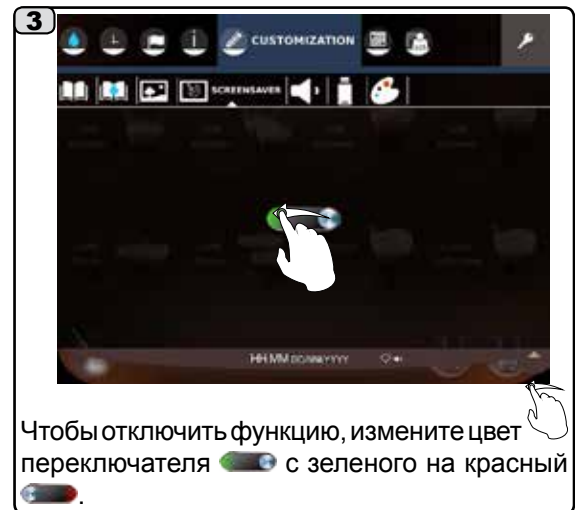 3
CUSTOMIZATION
SCREENSAVER
HH:MM DD/MM/YYYY
Чтобы отключить функцию, измените цвет
переключателя с зеленого на красный
.